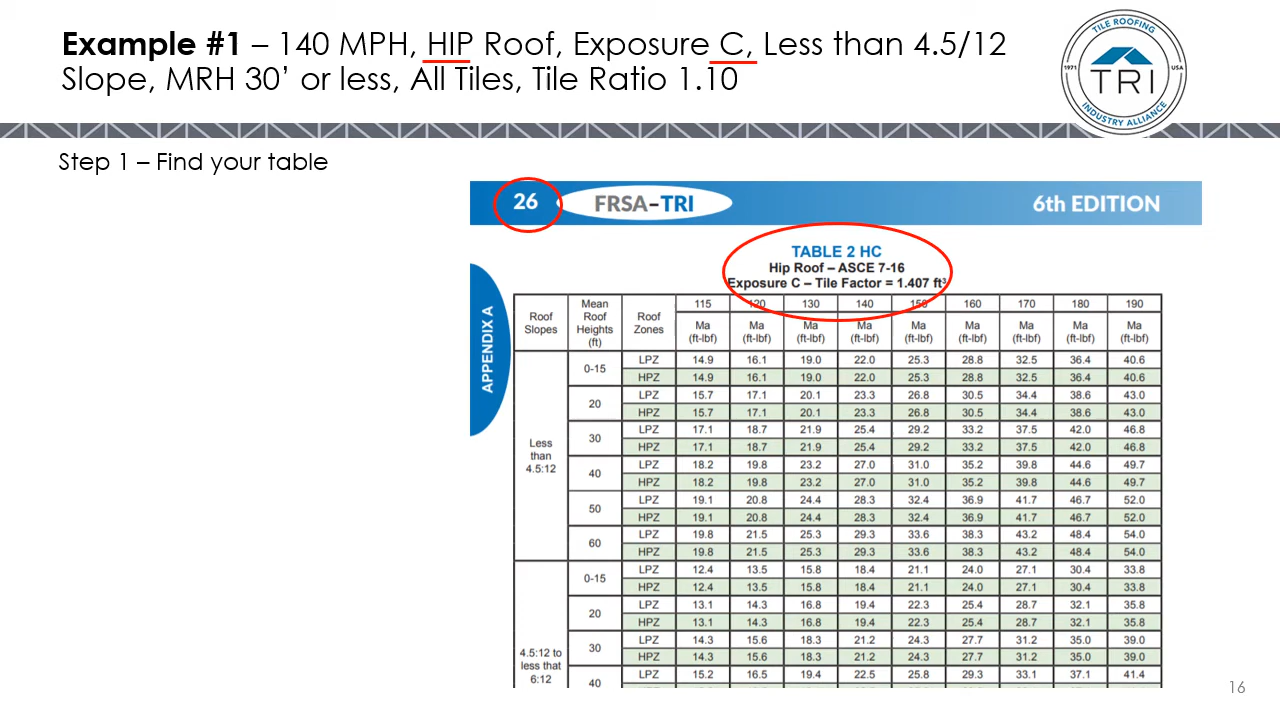 Example #1 – 140 MPH, HIP Roof, Exposure C, Less than 4.5/12
Slope, MRH 30’ or less, All Tiles, Tile Ratio 1.10
TILE ROOFING
1971
USA
TRI
INDUSTRY ALLIANCE
Step 1 – Find your table
26 FRSA–TRI 6th EDITION
TABLE 2 HC
Hip Roof – ASCE 7-16
Exposure C – Tile Factor = 1.407 ft³
APPENDIX A
Roof Slopes Mean Roof Heights (ft) Roof Zones 115 120 130 140 150 160 170 180 190
Ma (ft-lbf) Ma (ft-lbf) Ma (ft-lbf) Ma (ft-lbf) Ma (ft-lbf) Ma (ft-lbf) Ma (ft-lbf) Ma (ft-lbf) Ma (ft-lbf)
Less than 4.5:12
0-15 LPZ 14.9 16.1 19.0 22.0 25.3 28.8 32.5 36.4 40.6
HPZ 14.9 16.1 19.0 22.0 25.3 28.8 32.5 36.4 40.6
20 LPZ 15.7 17.1 20.1 23.3 26.8 30.5 34.4 38.6 43.0
HPZ 15.7 17.1 20.1 23.3 26.8 30.5 34.4 38.6 43.0
30 LPZ 17.1 18.7 21.9 25.4 29.2 33.2 37.5 42.0 46.8
HPZ 17.1 18.7 21.9 25.4 29.2 33.2 37.5 42.0 46.8
40 LPZ 18.2 19.8 23.2 27.0 31.0 35.2 39.8 44.6 49.7
HPZ 18.2 19.8 23.2 27.0 31.0 35.2 39.8 44.6 49.7
50 LPZ 19.1 20.8 24.4 28.3 32.4 36.9 41.7 46.7 52.0
HPZ 19.1 20.8 24.4 28.3 32.4 36.9 41.7 46.7 52.0
60 LPZ 19.8 21.5 25.3 29.3 33.6 38.3 43.2 48.4 54.0
HPZ 19.8 21.5 25.3 29.3 33.6 38.3 43.2 48.4 54.0
4.5:12 to less that 6:12
0-15 LPZ 12.4 13.5 15.8 18.4 21.1 24.0 27.1 30.4 33.8
HPZ 12.4 13.5 15.8 18.4 21.1 24.0 27.1 30.4 33.8
20 LPZ 13.1 14.3 16.8 19.4 22.3 25.4 28.7 32.1 35.8
HPZ 13.1 14.3 16.8 19.4 22.3 25.4 28.7 32.1 35.8
30 LPZ 14.3 15.6 18.3 21.2 24.3 27.7 31.2 35.0 39.0
HPZ 14.3 15.6 18.3 21.2 24.3 27.7 31.2 35.0 39.0
40 LPZ 15.2 16.5 19.4 22.5 25.8 29.3 33.1 37.1 41.4
16